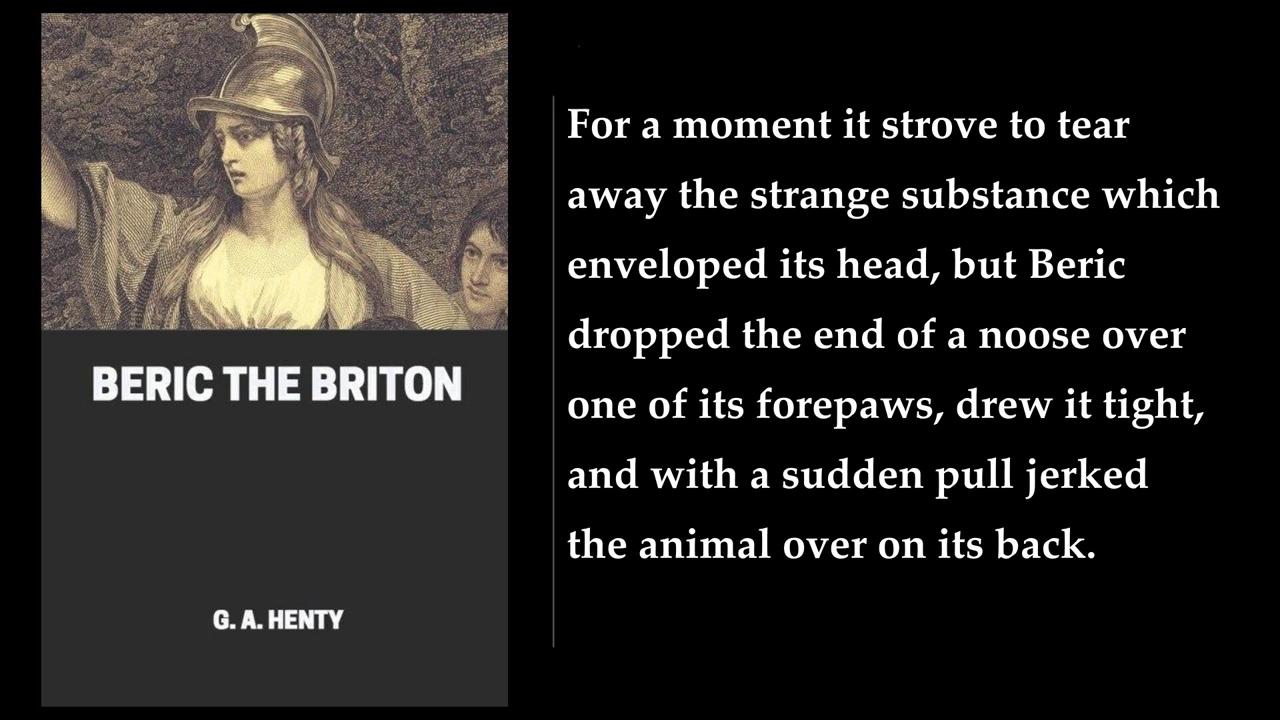 BERIC THE BRITON
G. A. HENTY
For a moment it strove to tear
away the strange substance which
enveloped its head, but Beric
dropped the end of a noose over
one of its forepaws, drew it tight,
and with a sudden pull jerked
the animal over on its back.